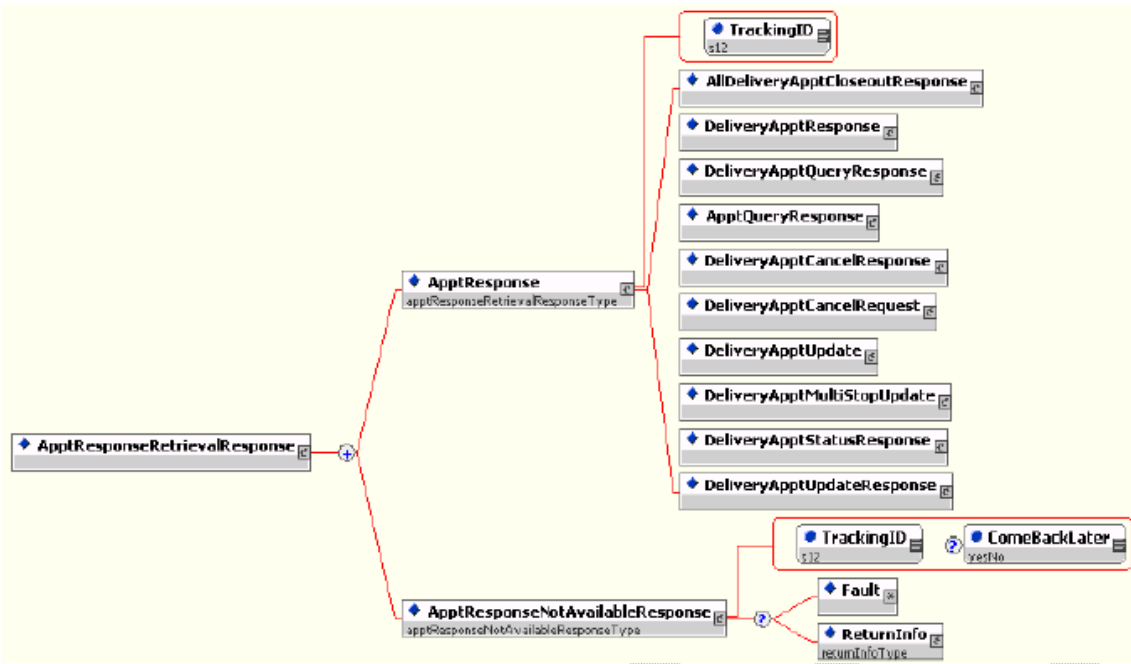 TrackingID
s12
AllDeliveryApptCloseoutResponse
DeliveryApptResponse
DeliveryApptQueryResponse
ApptQueryResponse
DeliveryApptCancelResponse
ApptResponse
apptResponseRetrievalResponseType
DeliveryApptCancelRequest
DeliveryApptUpdate
DeliveryApptMultiStopUpdate
ApptResponseRetrievalResponse
DeliveryApptStatusResponse
DeliveryApptUpdateResponse
TrackingID ComeBackLater
s12 yesNo
Fault
ApptResponseNotAvailableResponse
apptResponseNotAvailableResponseType
ReturnInfo
returnInfoType